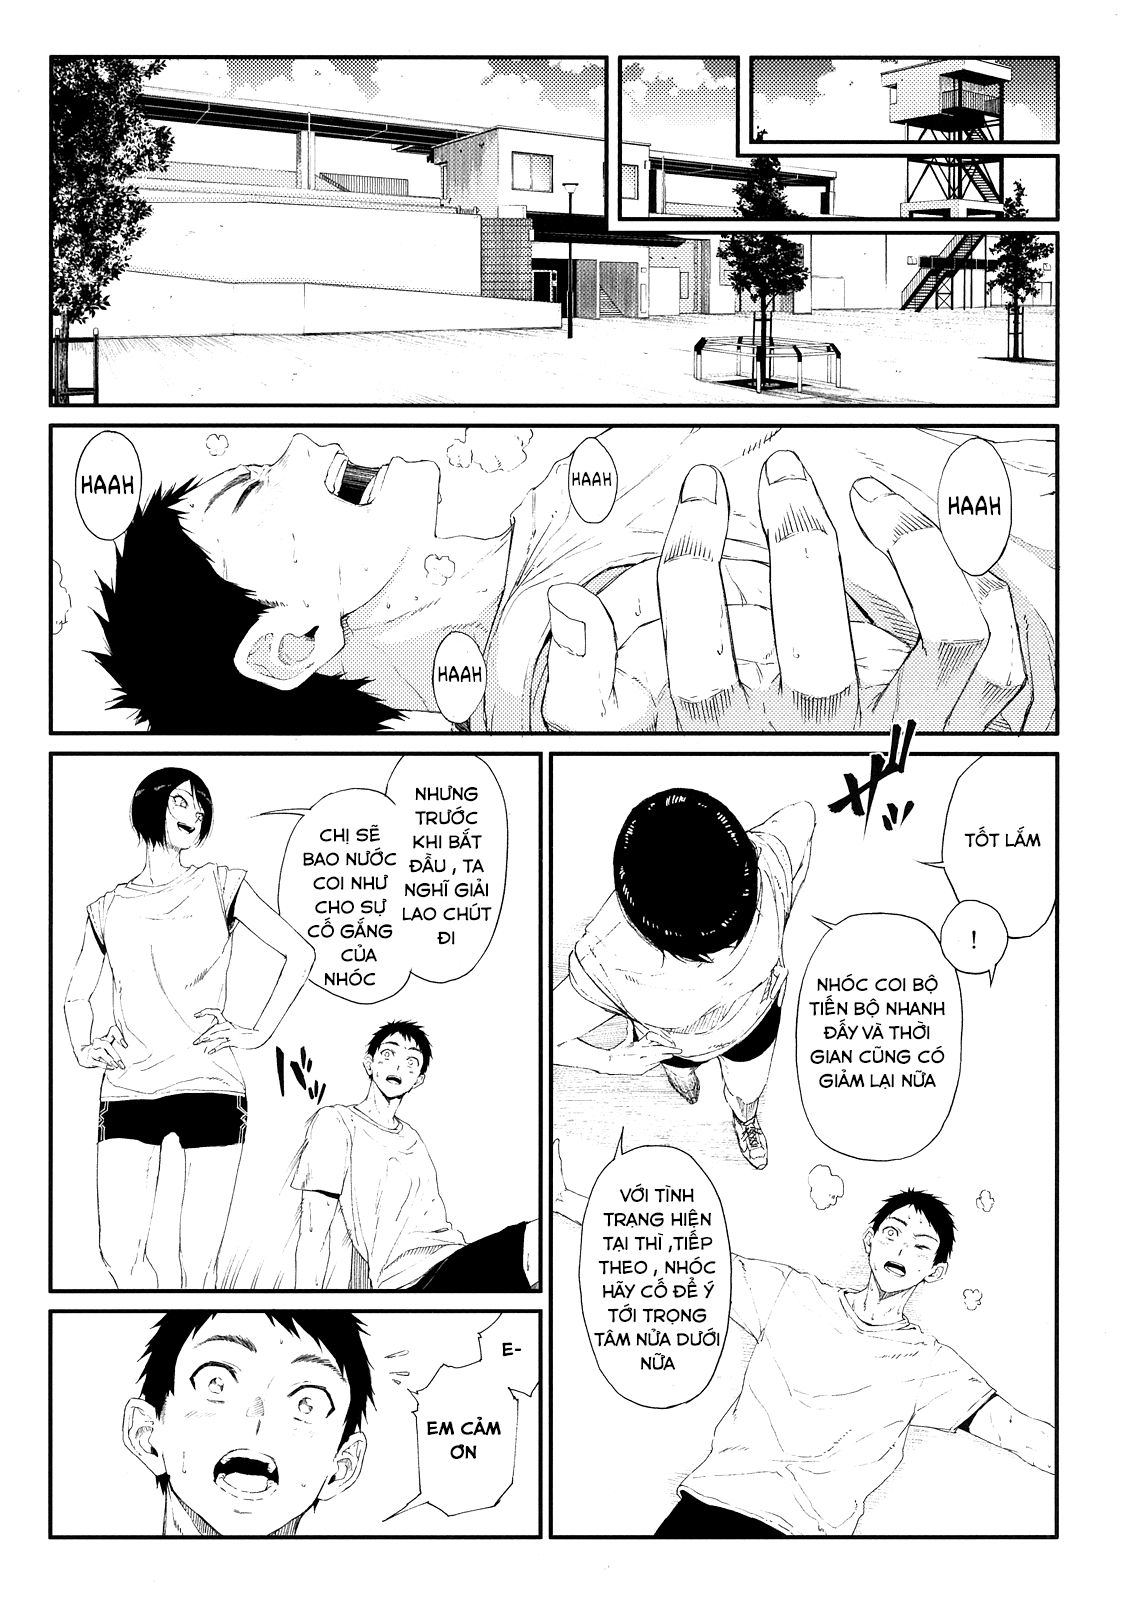 HAAH
HAAH
HAAH
HAAH
TỐT LẮM
!
NHÓC COI BỘ
TIẾN BỘ NHANH
ĐẤY VÀ THỜI
GIAN CŨNG CÓ
GIẢM LẠI NỮA
VỚI TÌNH
TRẠNG HIỆN
TẠI THÌ ,TIẾP
THEO , NHÓC
HÃY CỐ ĐỂ Ý
TỚI TRỌNG
TÂM NỬA DƯỚI
NỮA
NHƯNG
TRƯỚC
KHI BẮT
ĐẦU , TA
NGHĨ GIẢI
LAO CHÚT
ĐI
CHỊ SẼ
BAO NƯỚC
COI NHƯ
CHO SỰ
CỐ GẮNG
CỦA
NHÓC
E-
EM CẢM
ƠN